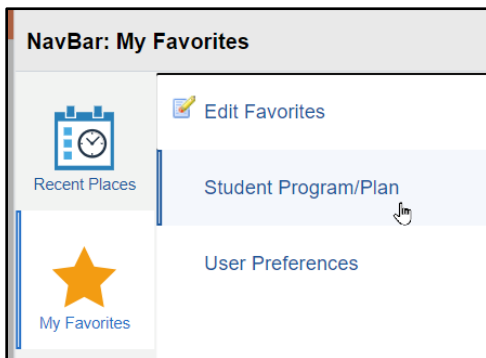 NavBar: My Favorites
Edit Favorites
Recent Places
Student Program/Plan
User Preferences
My Favorites